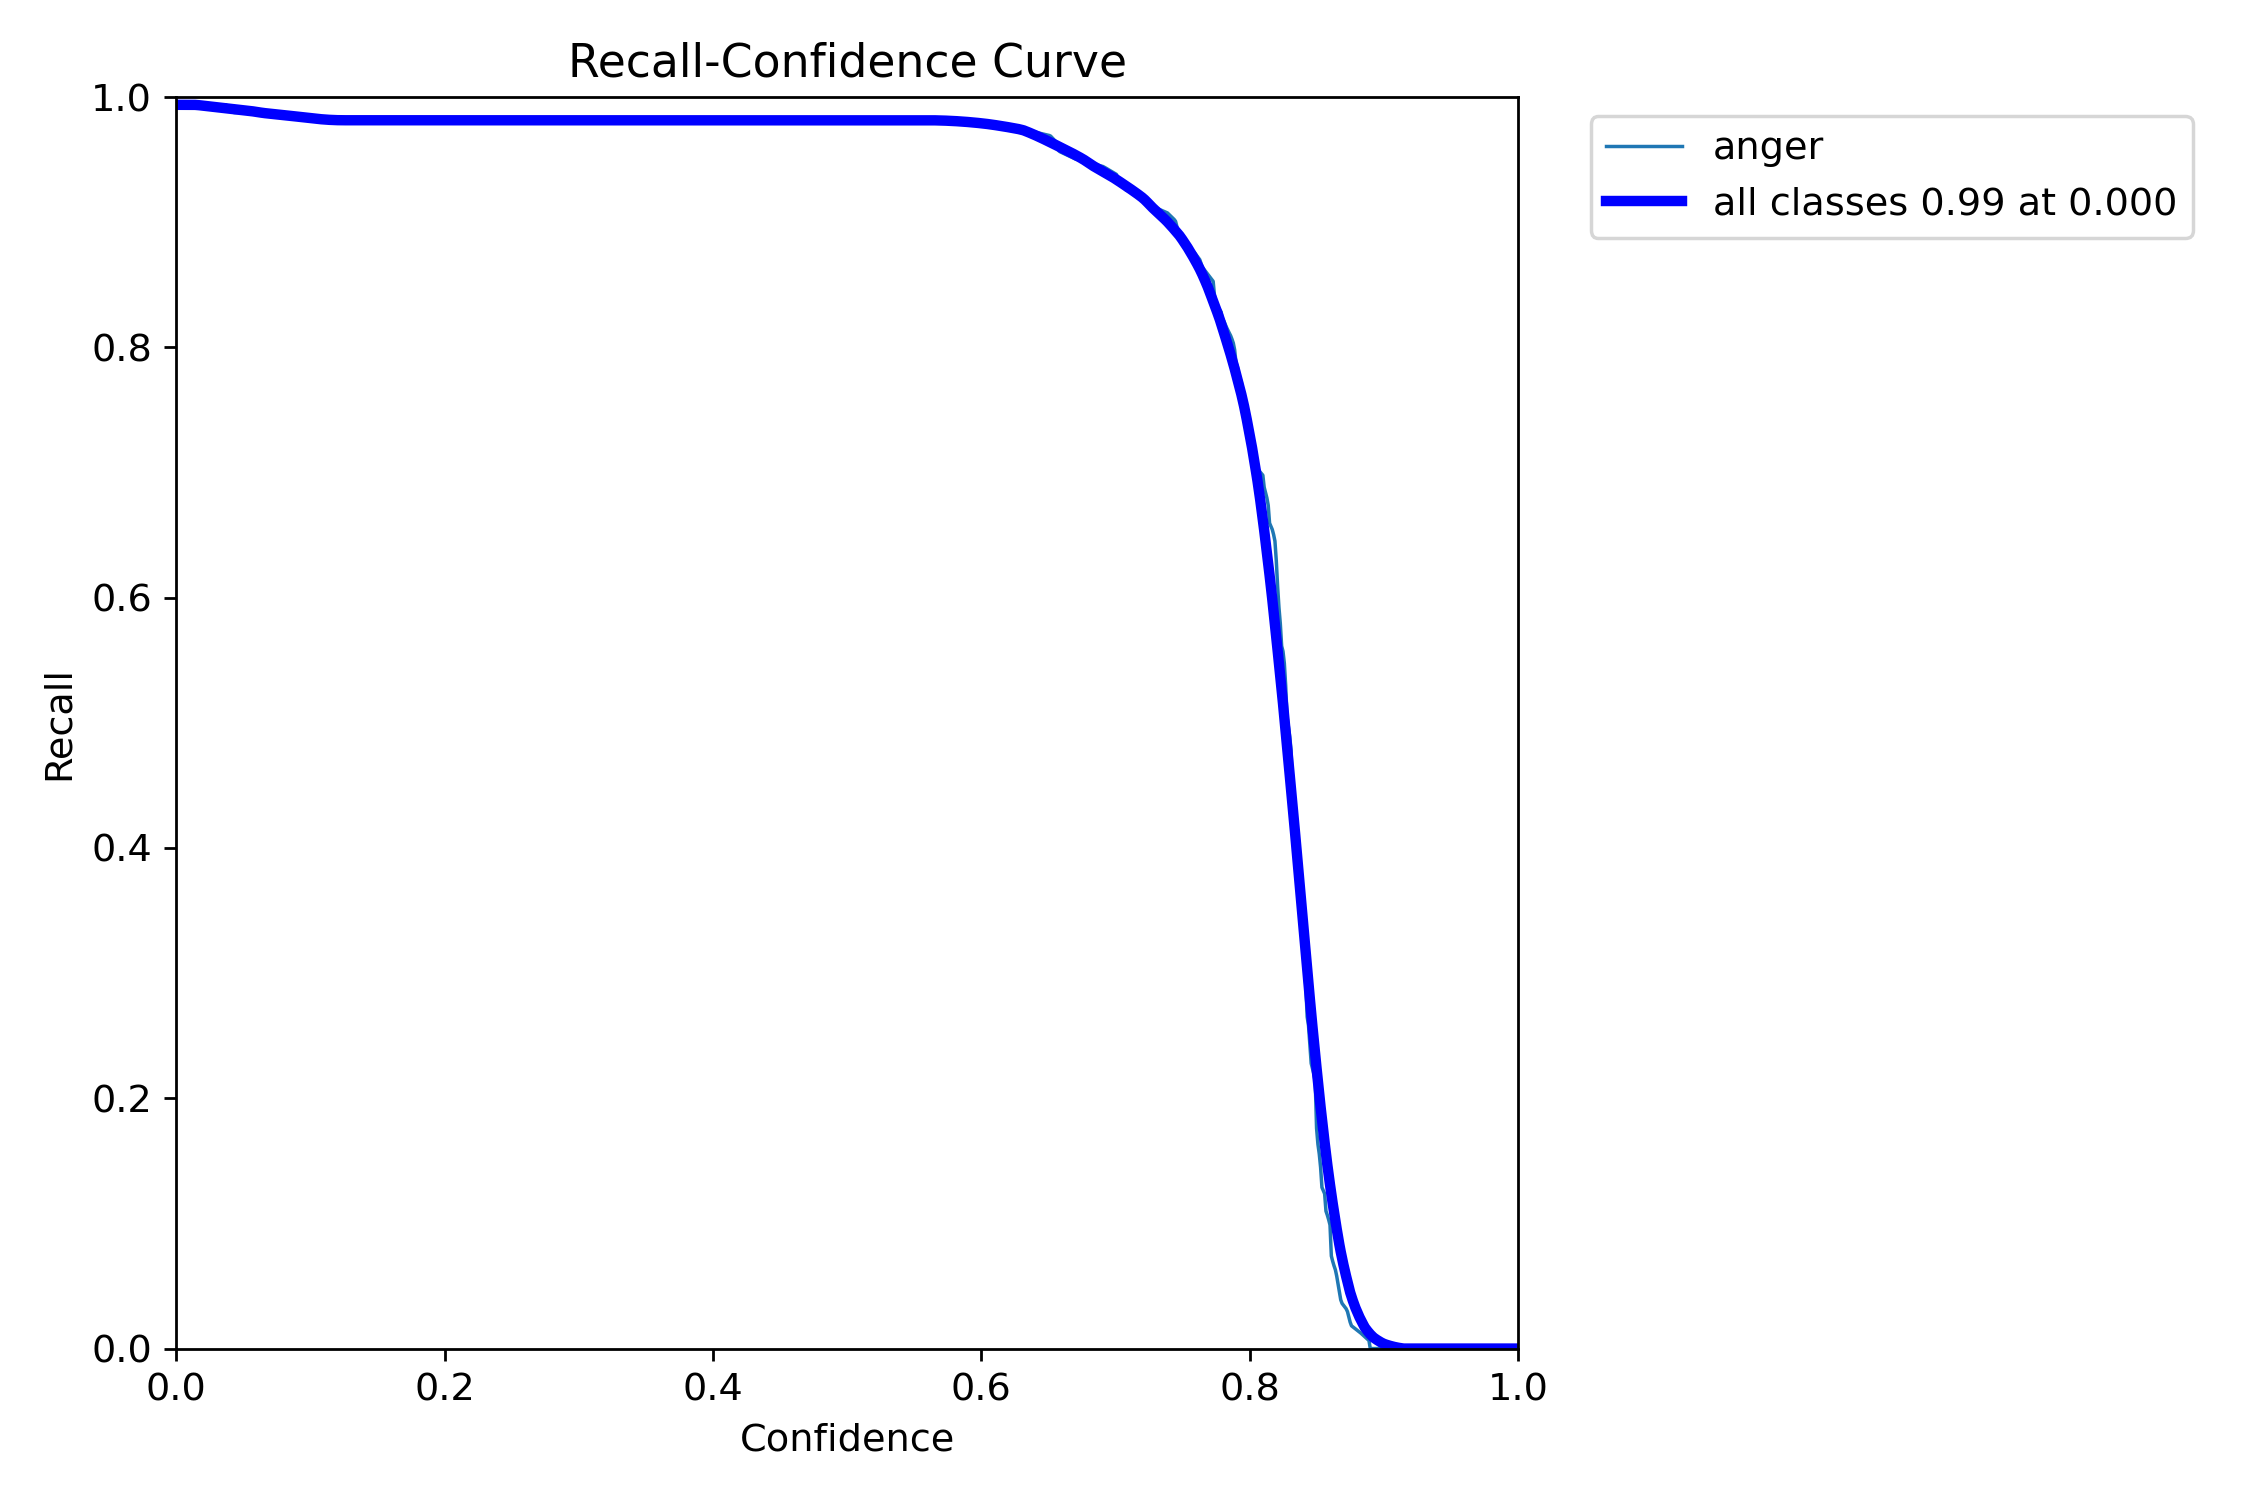 Recall-Confidence Curve
1.0
0.8
0.6
0.4
0.2
0.0
Recall
0.0 0.2 0.4 0.6 0.8 1.0
Confidence
anger
all classes 0.99 at 0.000